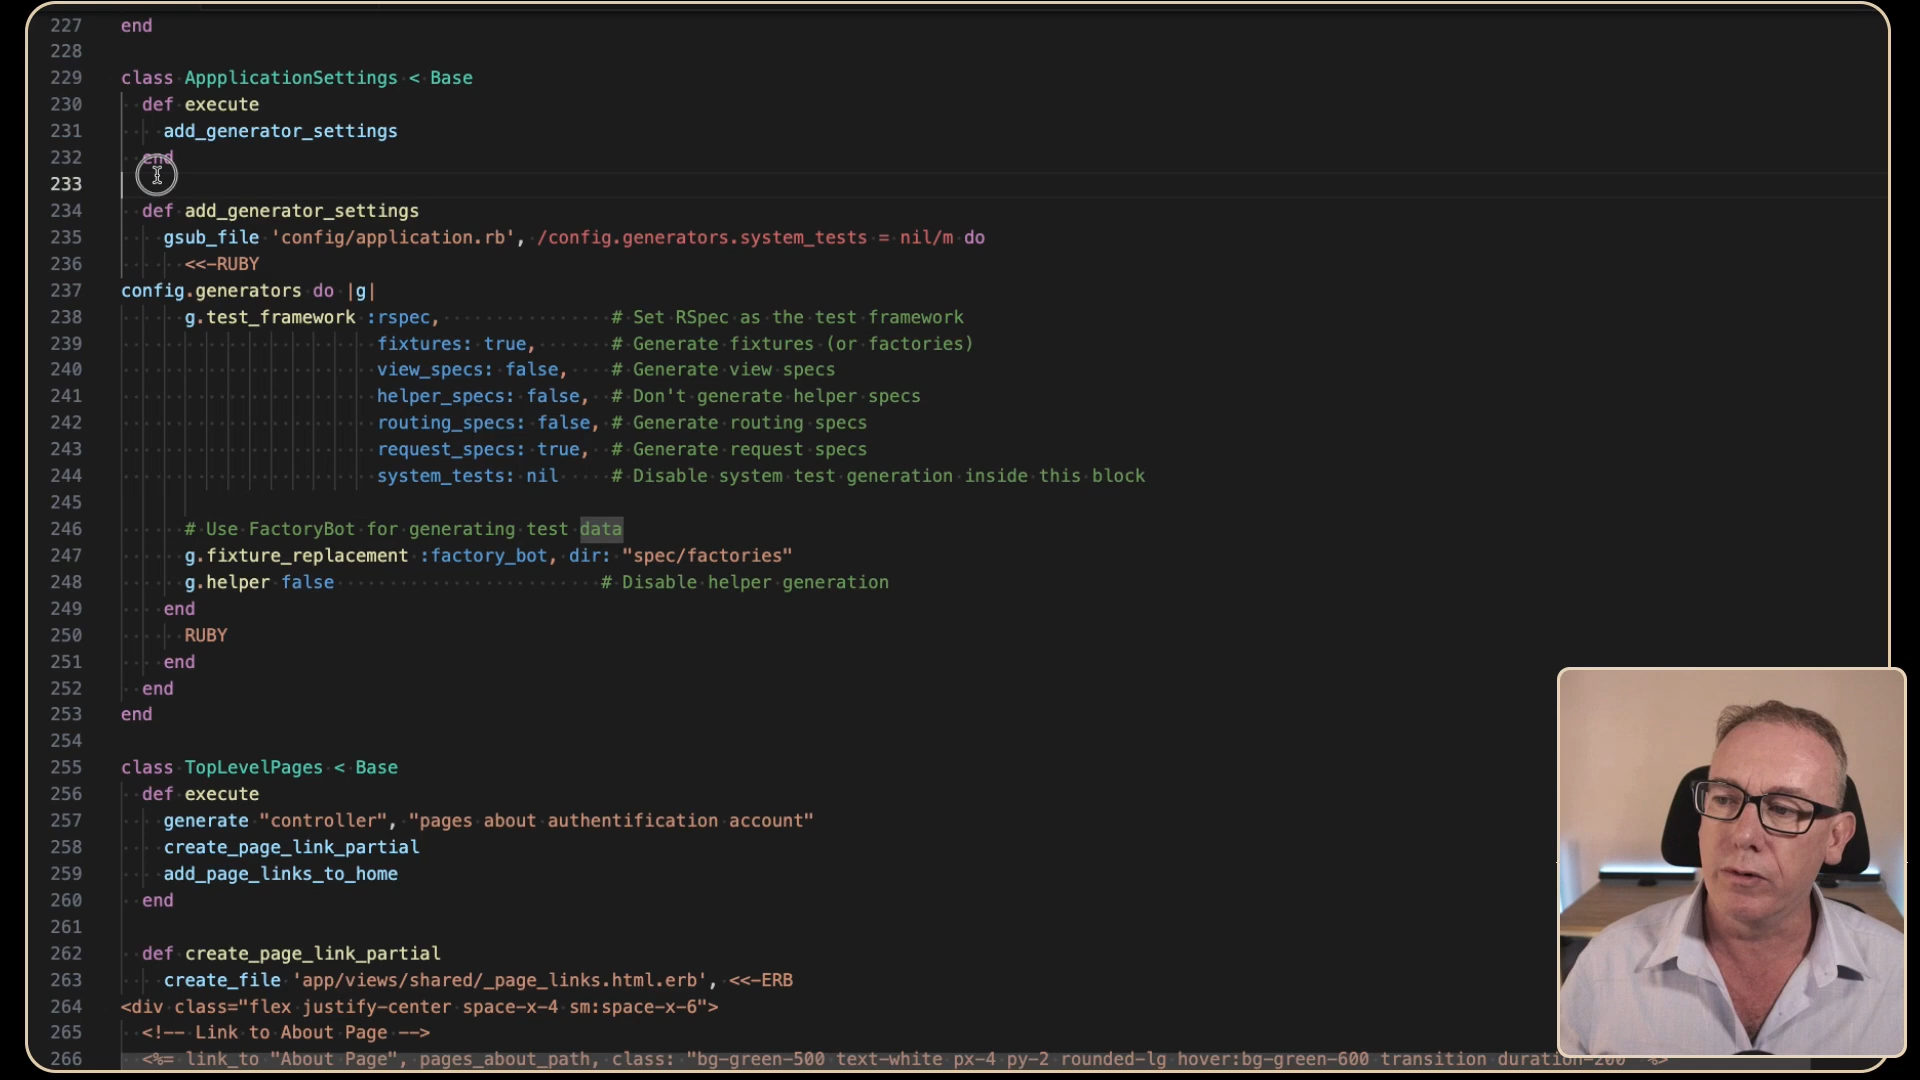 227 end
228
229 class AppplicationSettings < Base
230 def execute
231 add_generator_settings
232 end
233
234 def add_generator_settings
235 gsub_file 'config/application.rb', /config.generators.system_tests = nil/m do
236 <<-RUBY
237 config.generators do |g|
238 g.test_framework :rspec, # Set RSpec as the test framework
239 fixtures: true, # Generate fixtures (or factories)
240 view_specs: false, # Generate view specs
241 helper_specs: false, # Don't generate helper specs
242 routing_specs: false, # Generate routing specs
243 request_specs: true, # Generate request specs
244 system_tests: nil # Disable system test generation inside this block
245
246 # Use FactoryBot for generating test data
247 g.fixture_replacement :factory_bot, dir: "spec/factories"
248 g.helper false # Disable helper generation
249 end
250 RUBY
251 end
252 end
253 end
254
255 class TopLevelPages < Base
256 def execute
257 generate "controller", "pages about authentification account"
258 create_page_link_partial
259 add_page_links_to_home
260 end
261
262 def create_page_link_partial
263 create_file 'app/views/shared/_page_links.html.erb', <<-ERB
264 <div class="flex justify-center space-x-4 sm:space-x-6">
265 <!-- Link to About Page -->
266 <%= link_to "About Page", pages_about_path, class: "bg-green-500 text-white px-4 py-2 rounded-lg hover:bg-green-600 transition duration-200" %>